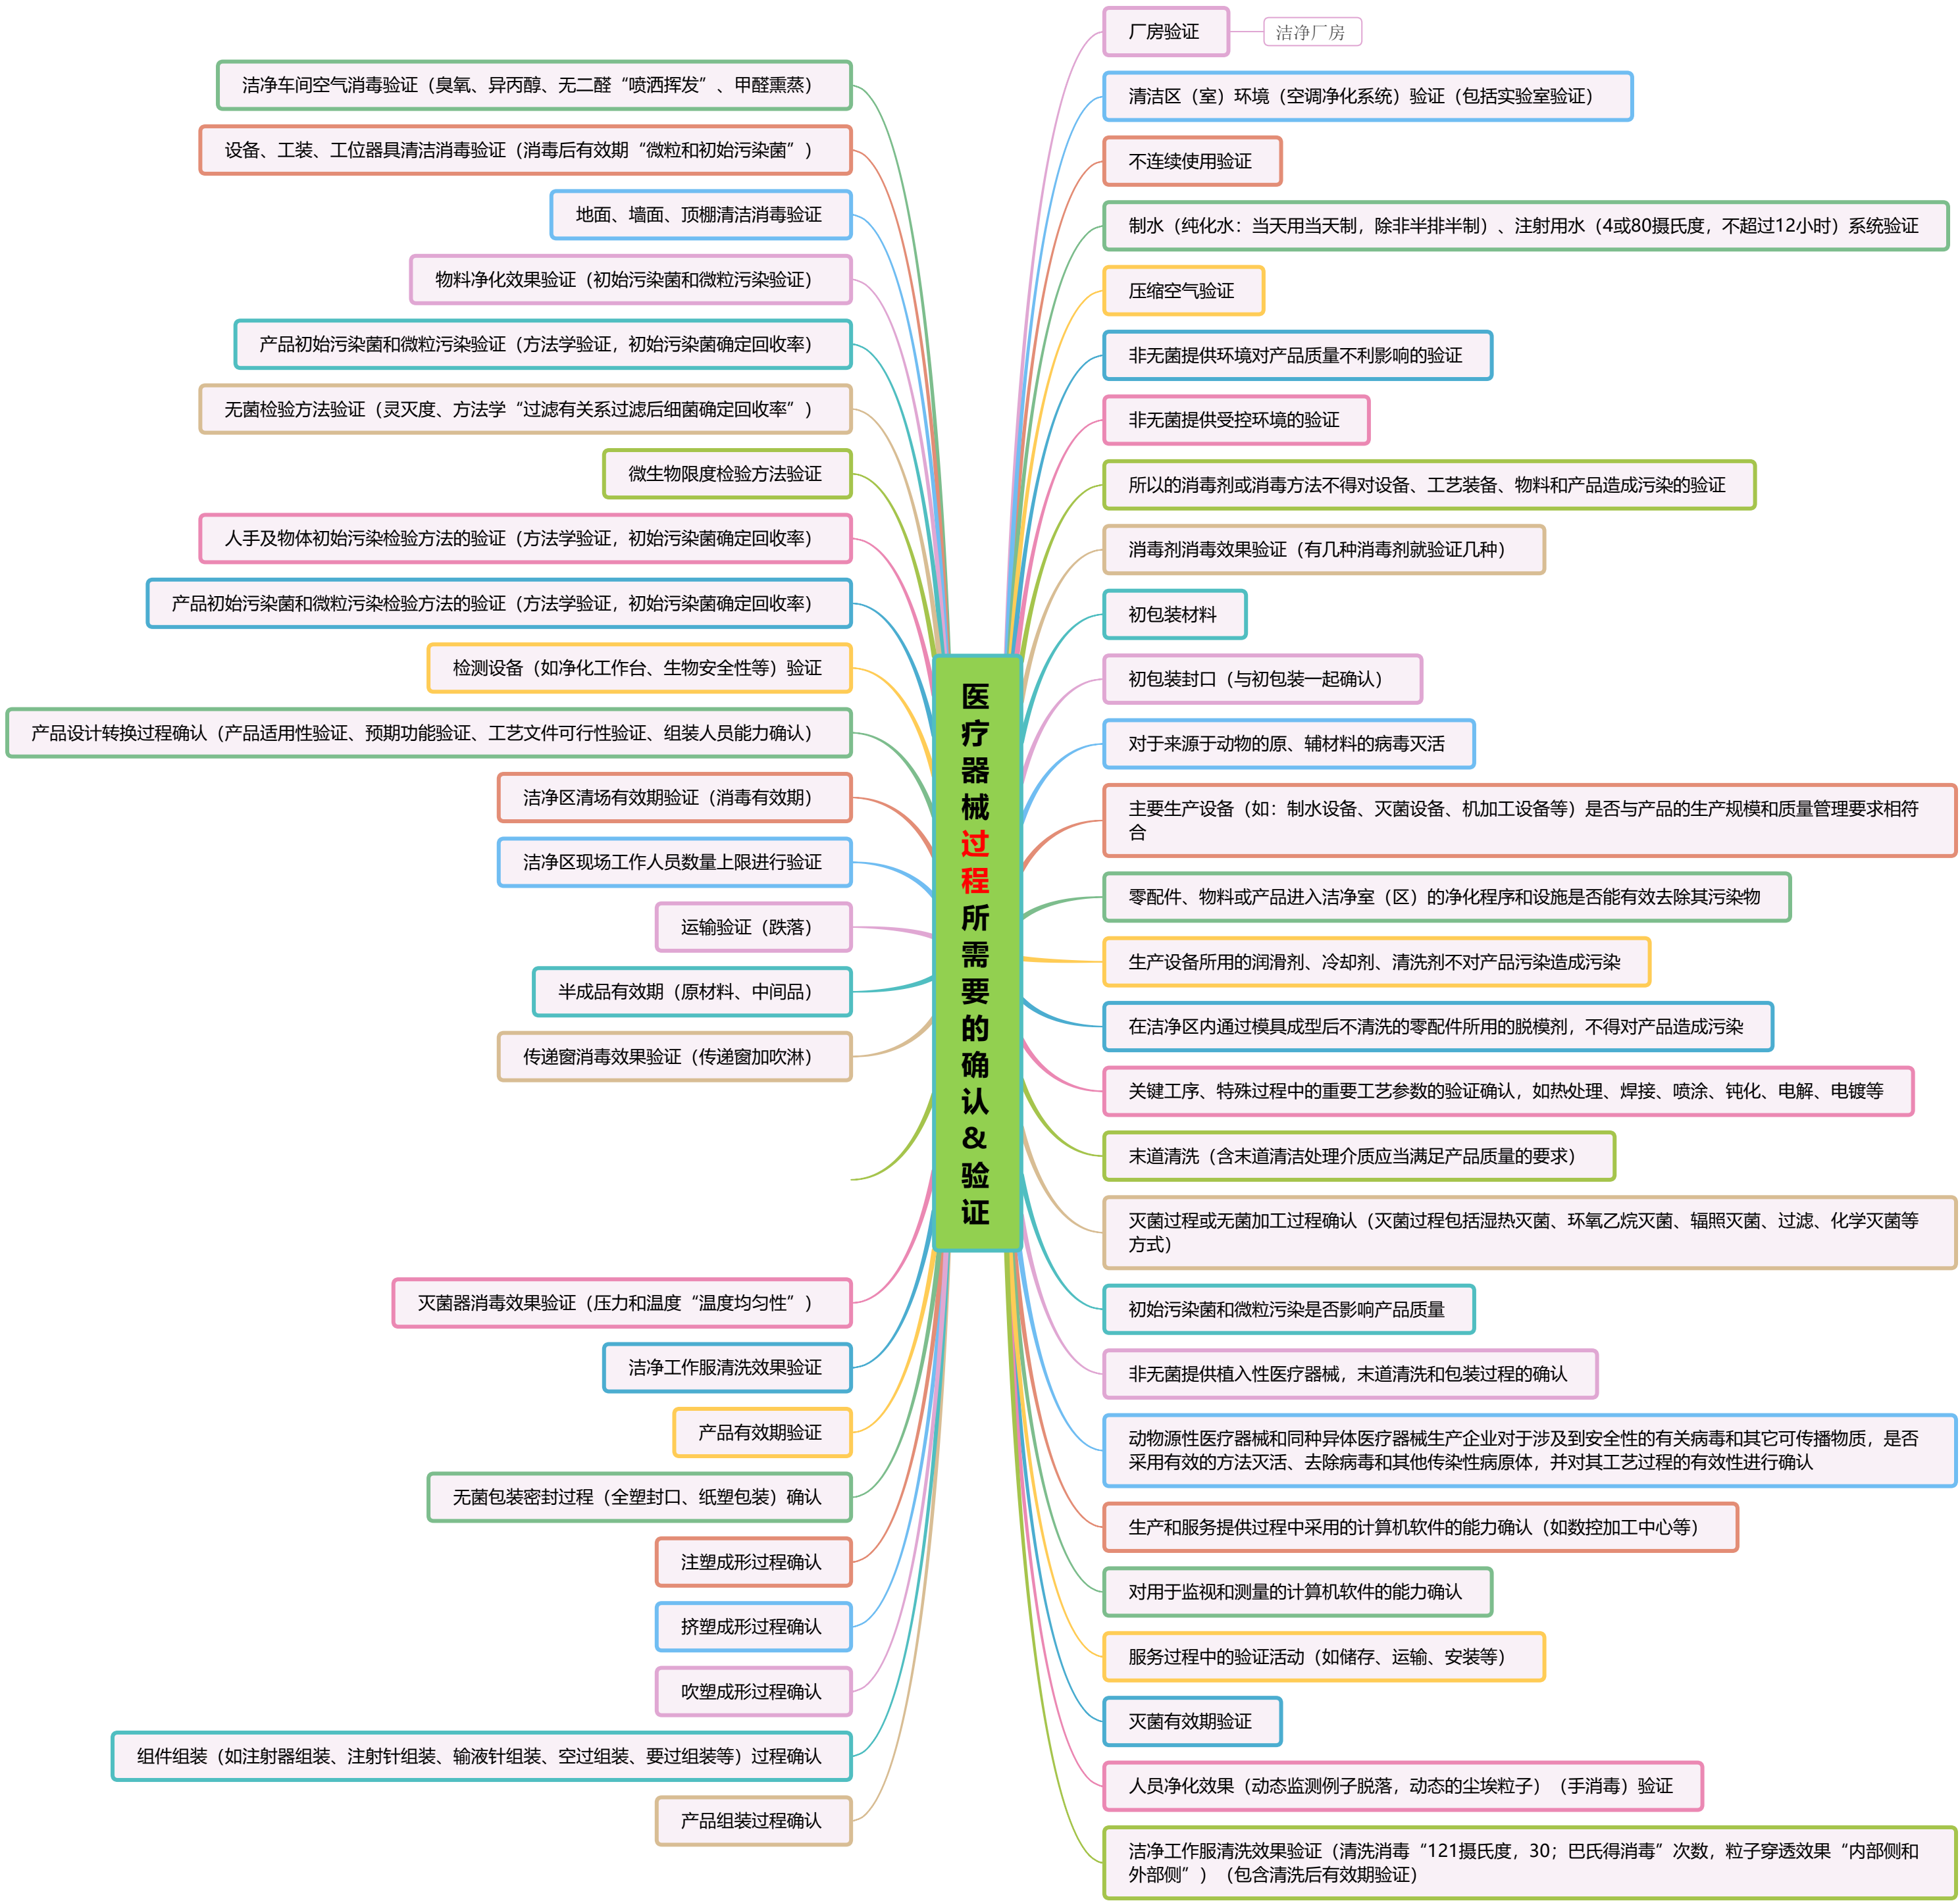 医疗器械过程所需要的确认&验证
厂房验证
洁净厂房
清洁区（室）环境（空调净化系统）验证（包括实验室验证）
不连续使用验证
制水（纯化水：当天用当天制，除非半排半制）、注射用水（4或80摄氏度，不超过12小时）系统验证
压缩空气验证
非无菌提供环境对产品质量不利影响的验证
非无菌提供受控环境的验证
所以的消毒剂或消毒方法不得对设备、工艺装备、物料和产品造成污染的验证
消毒剂消毒效果验证（有几种消毒剂就验证几种）
初包装材料
初包装封口（与初包装一起确认）
对于来源于动物的原、辅材料的病毒灭活
主要生产设备（如：制水设备、灭菌设备、机加工设备等）是否与产品的生产规模和质量管理要求相符
合
零配件、物料或产品进入洁净室（区）的净化程序和设施是否能有效去除其污染物
生产设备所用的润滑剂、冷却剂、清洗剂不对产品污染造成污染
在洁净区内通过模具成型后不清洗的零配件所用的脱模剂，不得对产品造成污染
关键工序、特殊过程中的重要工艺参数的验证确认，如热处理、焊接、喷涂、钝化、电解、电镀等
末道清洗（含末道清洁处理介质应当满足产品质量的要求）
灭菌过程或无菌加工过程确认（灭菌过程包括湿热灭菌、环氧乙烷灭菌、辐照灭菌、过滤、化学灭菌等
方式）
初始污染菌和微粒污染是否影响产品质量
非无菌提供植入性医疗器械，末道清洗和包装过程的确认
动物源性医疗器械和同种异体医疗器械生产企业对于涉及到安全性的有关病毒和其它可传播物质，是否
采用有效的方法灭活、去除病毒和其他传染性病原体，并对其工艺过程的有效性进行确认
生产和服务提供过程中采用的计算机软件的能力确认（如数控加工中心等）
对用于监视和测量的计算机软件的能力确认
服务过程中的验证活动（如储存、运输、安装等）
灭菌有效期验证
人员净化效果（动态监测例子脱落，动态的尘埃粒子）（手消毒）验证
洁净工作服清洗效果验证（清洗消毒“121摄氏度，30；巴氏得消毒”次数，粒子穿透效果“内部侧和
外部侧”）（包含清洗后有效期验证）
洁净车间空气消毒验证（臭氧、异丙醇、无二醛“喷洒挥发”、甲醛熏蒸）
设备、工装、工位器具清洁消毒验证（消毒后有效期“微粒和初始污染菌”）
地面、墙面、顶棚清洁消毒验证
物料净化效果验证（初始污染菌和微粒污染验证）
产品初始污染菌和微粒污染验证（方法学验证，初始污染菌确定回收率）
无菌检验方法验证（灵灭度、方法学“过滤有关系过滤后细菌确定回收率”）
微生物限度检验方法验证
人手及物体初始污染检验方法的验证（方法学验证，初始污染菌确定回收率）
产品初始污染菌和微粒污染检验方法的验证（方法学验证，初始污染菌确定回收率）
检测设备（如净化工作台、生物安全性等）验证
产品设计转换过程确认（产品适用性验证、预期功能验证、工艺文件可行性验证、组装人员能力确认）
洁净区清场有效期验证（消毒有效期）
洁净区现场工作人员数量上限进行验证
运输验证（跌落）
半成品有效期（原材料、中间品）
传递窗消毒效果验证（传递窗加吹淋）
灭菌器消毒效果验证（压力和温度“温度均匀性”）
洁净工作服清洗效果验证
产品有效期验证
无菌包装密封过程（全塑封口、纸塑包装）确认
注塑成形过程确认
挤塑成形过程确认
吹塑成形过程确认
组件组装（如注射器组装、注射针组装、输液针组装、空过组装、要过组装等）过程确认
产品组装过程确认